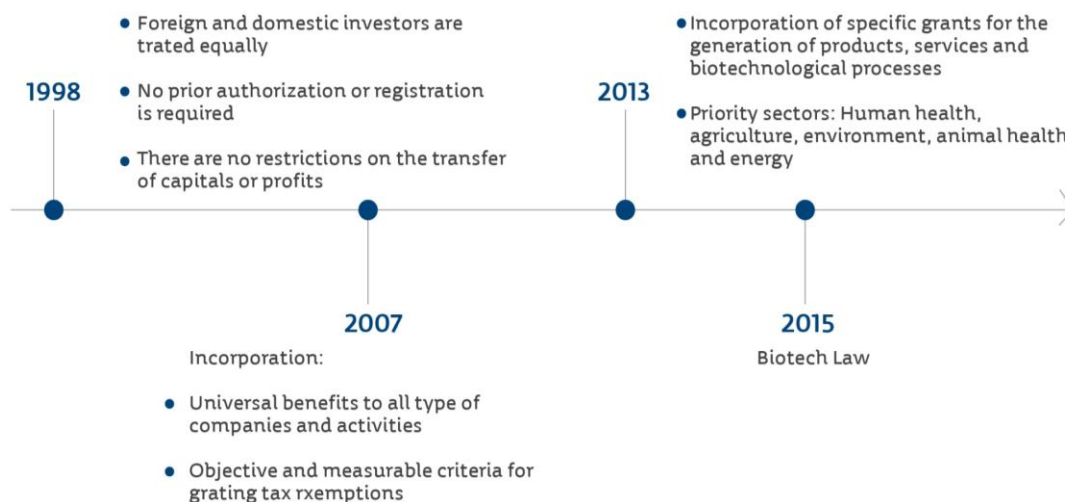 1998
Foreign and domestic investors are
trated equally
No prior authorization or registration
is required
There are no restrictions on the transfer
of capitals or profits
2013
Incorporation of specific grants for the
generation of products, services and
biotechnological processes
Priority sectors: Human health,
agriculture, environment, animal health
and energy
2007
Incorporation:
Universal benefits to all type of
companies and activities
Objective and measurable criteria for
grating tax rxemptions
2015
Biotech Law